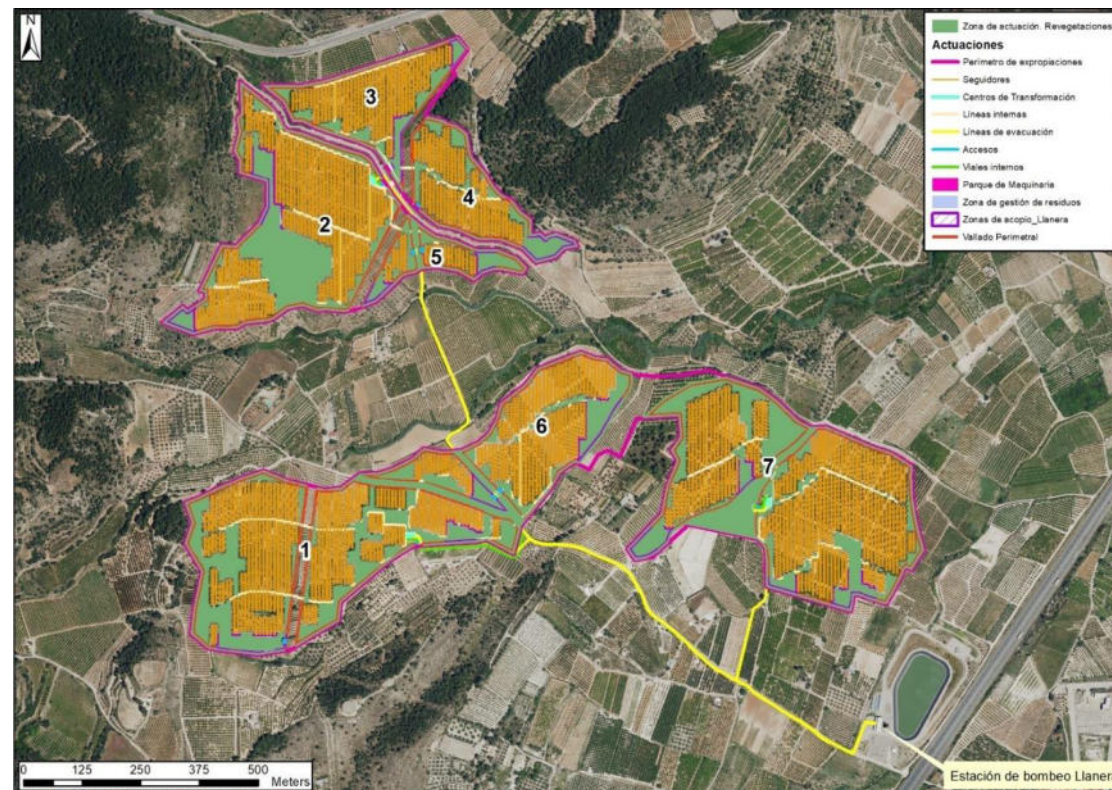 N
Zona de actuación. Revegetaciones
Actuaciones
Perímetro de expropiaciones
Seguidores
Centros de Transformación
Líneas internas
Líneas de evacuación
Accesos
Viales internos
Parque de Maquinaria
Zona de gestión de residuos
Zonas de acopio_Llanera
Vallado Perimetral
3
4
2
5
6
7
1
0 125 250 375 500
Meters
Estación de bombeo Llanera